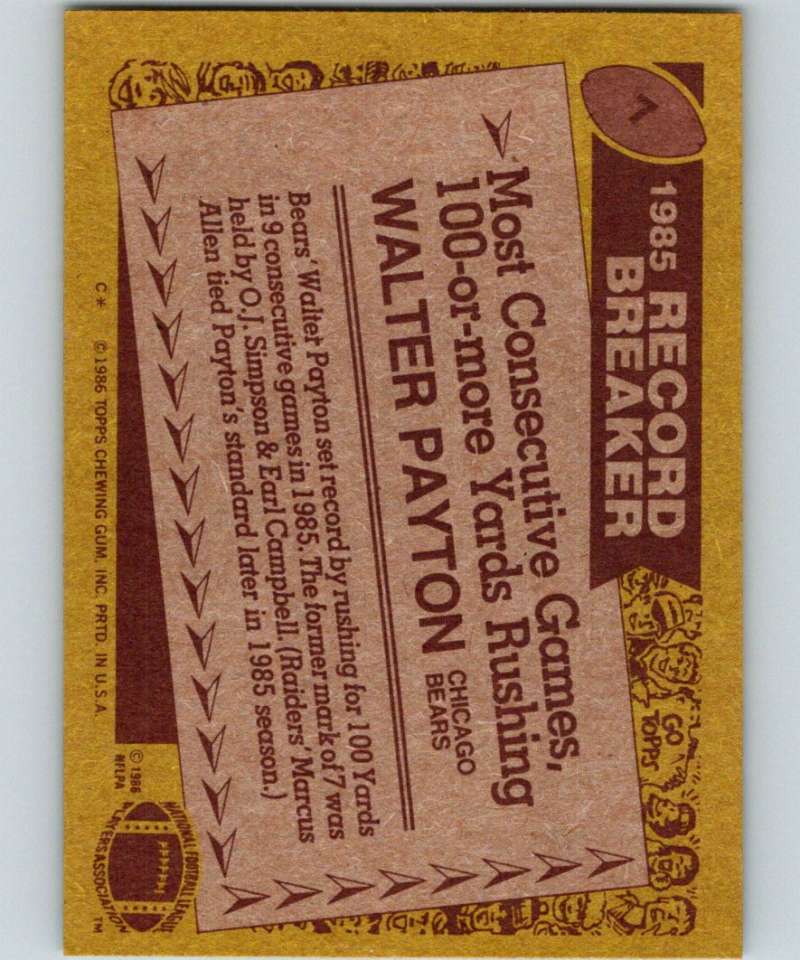 7
1985 RECORD
BREAKER
GO
TOPPS
Most Consecutive Games,
100-or-more Yards Rushing
WALTER PAYTON CHICAGO
BEARS
Bears' Walter Payton set record by rushing for 100 Yards
in 9 consecutive games in 1985. The former mark of 7 was
held by O.J. Simpson & Earl Campbell. (Raiders' Marcus
Allen tied Payton's standard later in 1985 season.)
C* © 1986 TOPPS CHEWING GUM, INC. PRTD. IN U.S.A.
© 1986
NFLPA
NATIONAL FOOTBALL LEAGUE
PLAYERS ASSOCIATION
TM